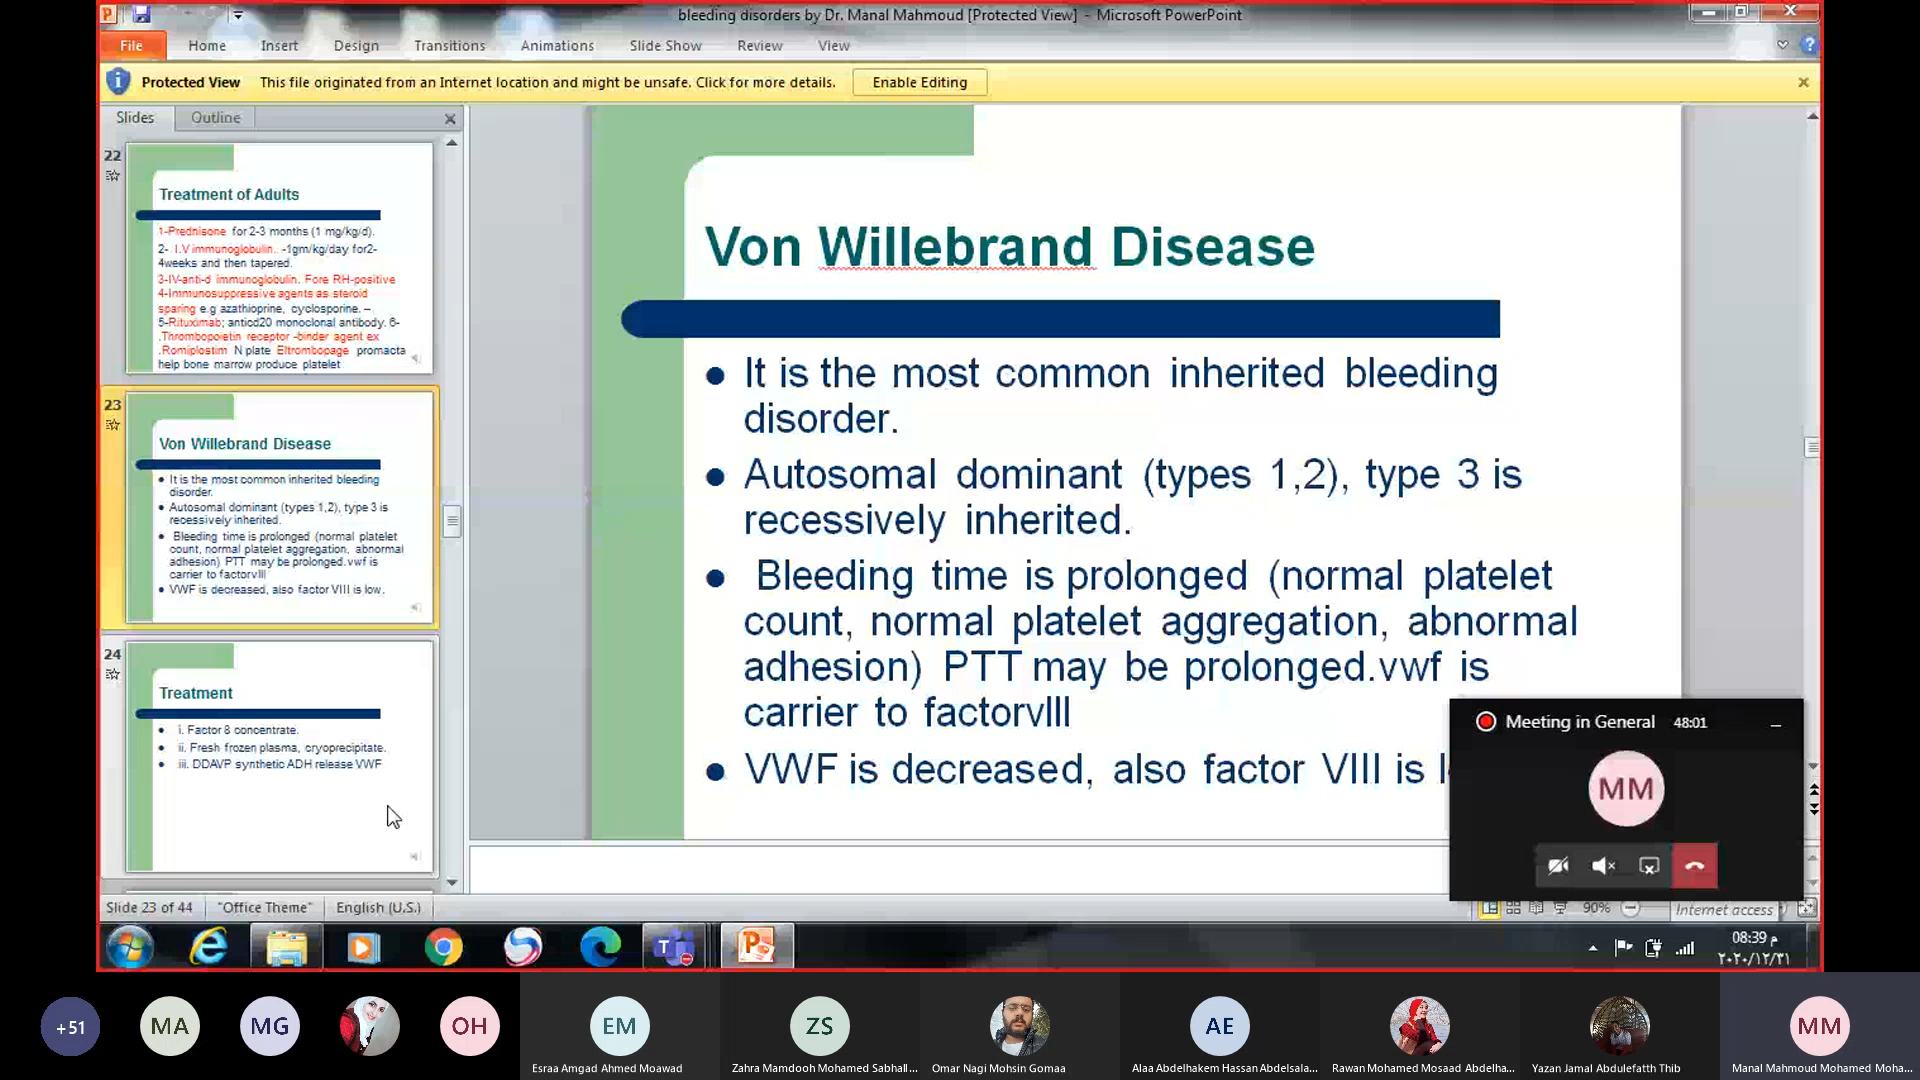 bleeding disorders by Dr. Manal Mahmoud [Protected View] - Microsoft PowerPoint
File Home Insert Design Transitions Animations Slide Show Review View
Protected View This file originated from an Internet location and might be unsafe. Click for more details. Enable Editing
Slides Outline
22
Treatment of Adults
1-Prednisone for 2-3 months (1 mg/kg/d).
2- I.V immunoglobulin. -1gm/kg/day for2-
4weeks and then tapered.
3-IV-anti-d immunoglobulin. Fore RH-positive
4-Immunosuppressive agents as steroid
sparing e.g azathioprine, cyclosporine. –
5-Rituximab; anticd20 monoclonal antibody. 6-
.Thrombopoietin receptor -binder agent ex
.Romiplostim N plate Eltrombopage promacta
help bone marrow produce platelet
23
Von Willebrand Disease
It is the most common inherited bleeding
disorder.
Autosomal dominant (types 1,2), type 3 is
recessively inherited.
Bleeding time is prolonged (normal platelet
count, normal platelet aggregation, abnormal
adhesion) PTT may be prolonged.vwf is
carrier to factorvIII
VWF is decreased, also factor VIII is low.
24
Treatment
i. Factor 8 concentrate.
ii. Fresh frozen plasma, cryoprecipitate.
iii. DDAVP synthetic ADH release VWF
Von Willebrand Disease
• It is the most common inherited bleeding
disorder.
• Autosomal dominant (types 1,2), type 3 is
recessively inherited.
• Bleeding time is prolonged (normal platelet
count, normal platelet aggregation, abnormal
adhesion) PTT may be prolonged.vwf is
carrier to factorvIII
• VWF is decreased, also factor VIII is l
Meeting in General 48:01
MM
Slide 23 of 44 "Office Theme" English (U.S.) 90% Internet access
08:39 م
٢٠٢٠/١٢/٣١
+51 MA MG OH EM ZS AE MM
Esraa Amgad Ahmed Moawad
Zahra Mamdooh Mohamed Sabhall...
Omar Nagi Mohsin Gomaa
Alaa Abdelhakem Hassan Abdelsala...
Rawan Mohamed Mosaad Abdelha...
Yazan Jamal Abdulefatth Thib
Manal Mahmoud Mohamed Moha...